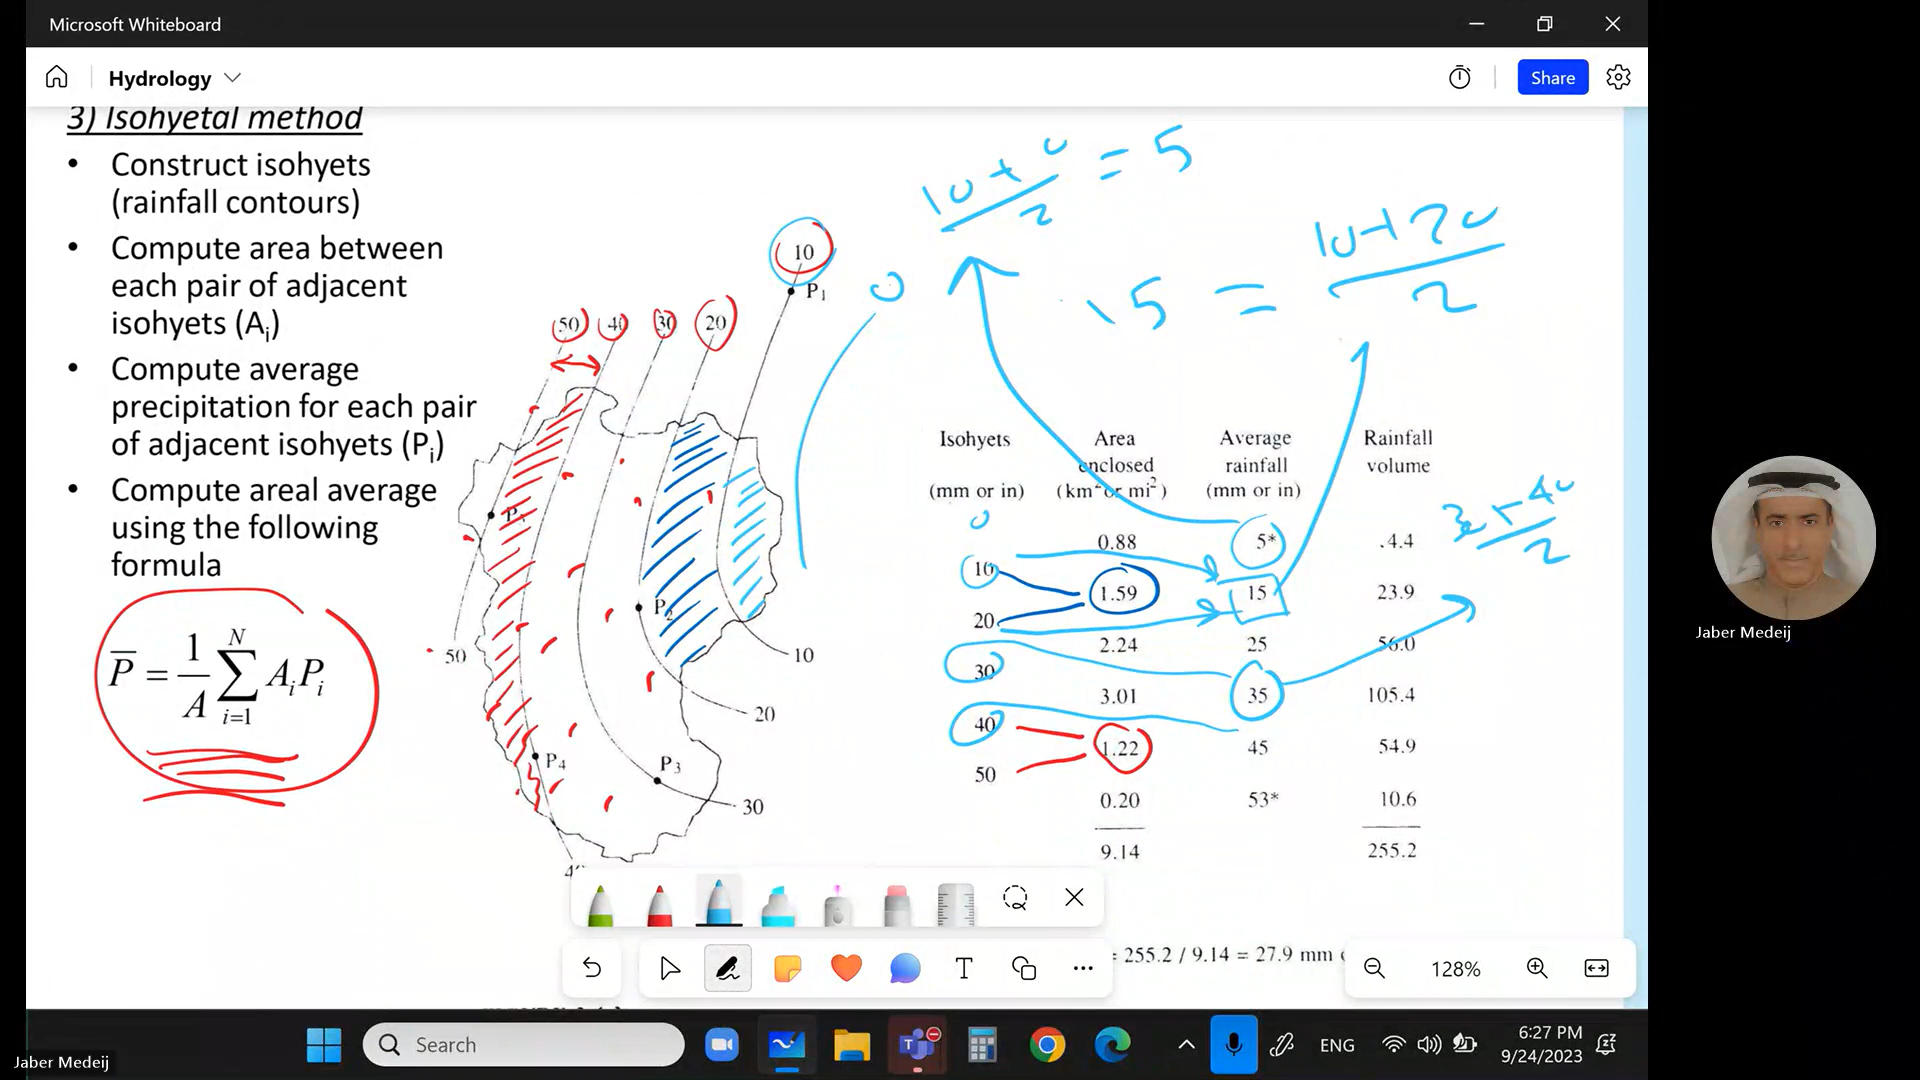 Microsoft Whiteboard
Hydrology
Share
3) Isohyetal method
• Construct isohyets
(rainfall contours)
• Compute area between
each pair of adjacent
isohyets (Ai)
• Compute average
precipitation for each pair
of adjacent isohyets (Pi)
• Compute areal average
using the following
formula
P̅ = 1/A ∑ i=1 N AiPi
10
P1
50 40 30 20
0
P2
50
10
20
P4
P3
30
10+0/2 = 5
15 = 10+20/2
30+40/2
Isohyets Area Average Rainfall
enclosed rainfall volume
(mm or in) (km² or mi²) (mm or in)
0
0.88 5* .4.4
10
1.59 15 23.9
20
2.24 25 56.0
30
3.01 35 105.4
40
1.22 45 54.9
50
0.20 53* 10.6
9.14 255.2
= 255.2 / 9.14 = 27.9 mm
128%
Search
ENG
6:27 PM
9/24/2023
Jaber Medeij
Jaber Medeij